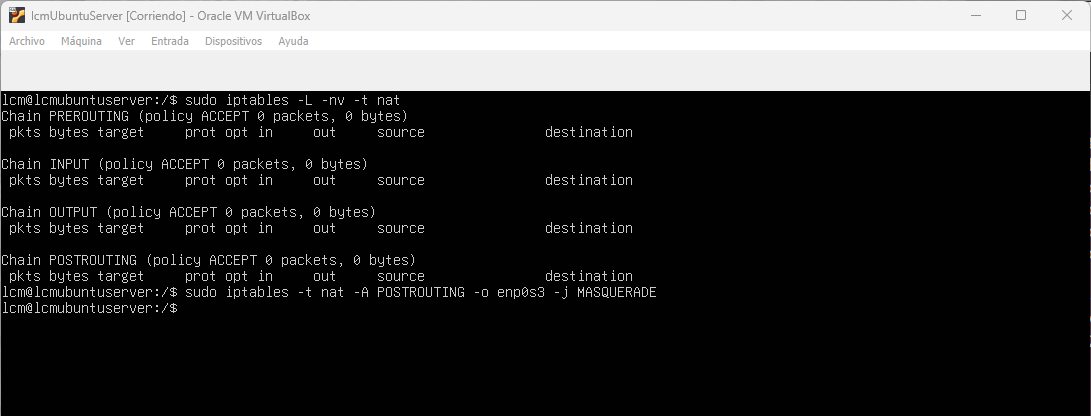 lcmUbuntuServer [Corriendo] - Oracle VM VirtualBox
Archivo Máquina Ver Entrada Dispositivos Ayuda
lcm@lcmubuntuserver:/$ sudo iptables -L -nv -t nat
Chain PREROUTING (policy ACCEPT 0 packets, 0 bytes)
 pkts bytes target     prot opt in     out     source               destination

Chain INPUT (policy ACCEPT 0 packets, 0 bytes)
 pkts bytes target     prot opt in     out     source               destination

Chain OUTPUT (policy ACCEPT 0 packets, 0 bytes)
 pkts bytes target     prot opt in     out     source               destination

Chain POSTROUTING (policy ACCEPT 0 packets, 0 bytes)
 pkts bytes target     prot opt in     out     source               destination
lcm@lcmubuntuserver:/$ sudo iptables -t nat -A POSTROUTING -o enp0s3 -j MASQUERADE
lcm@lcmubuntuserver:/$